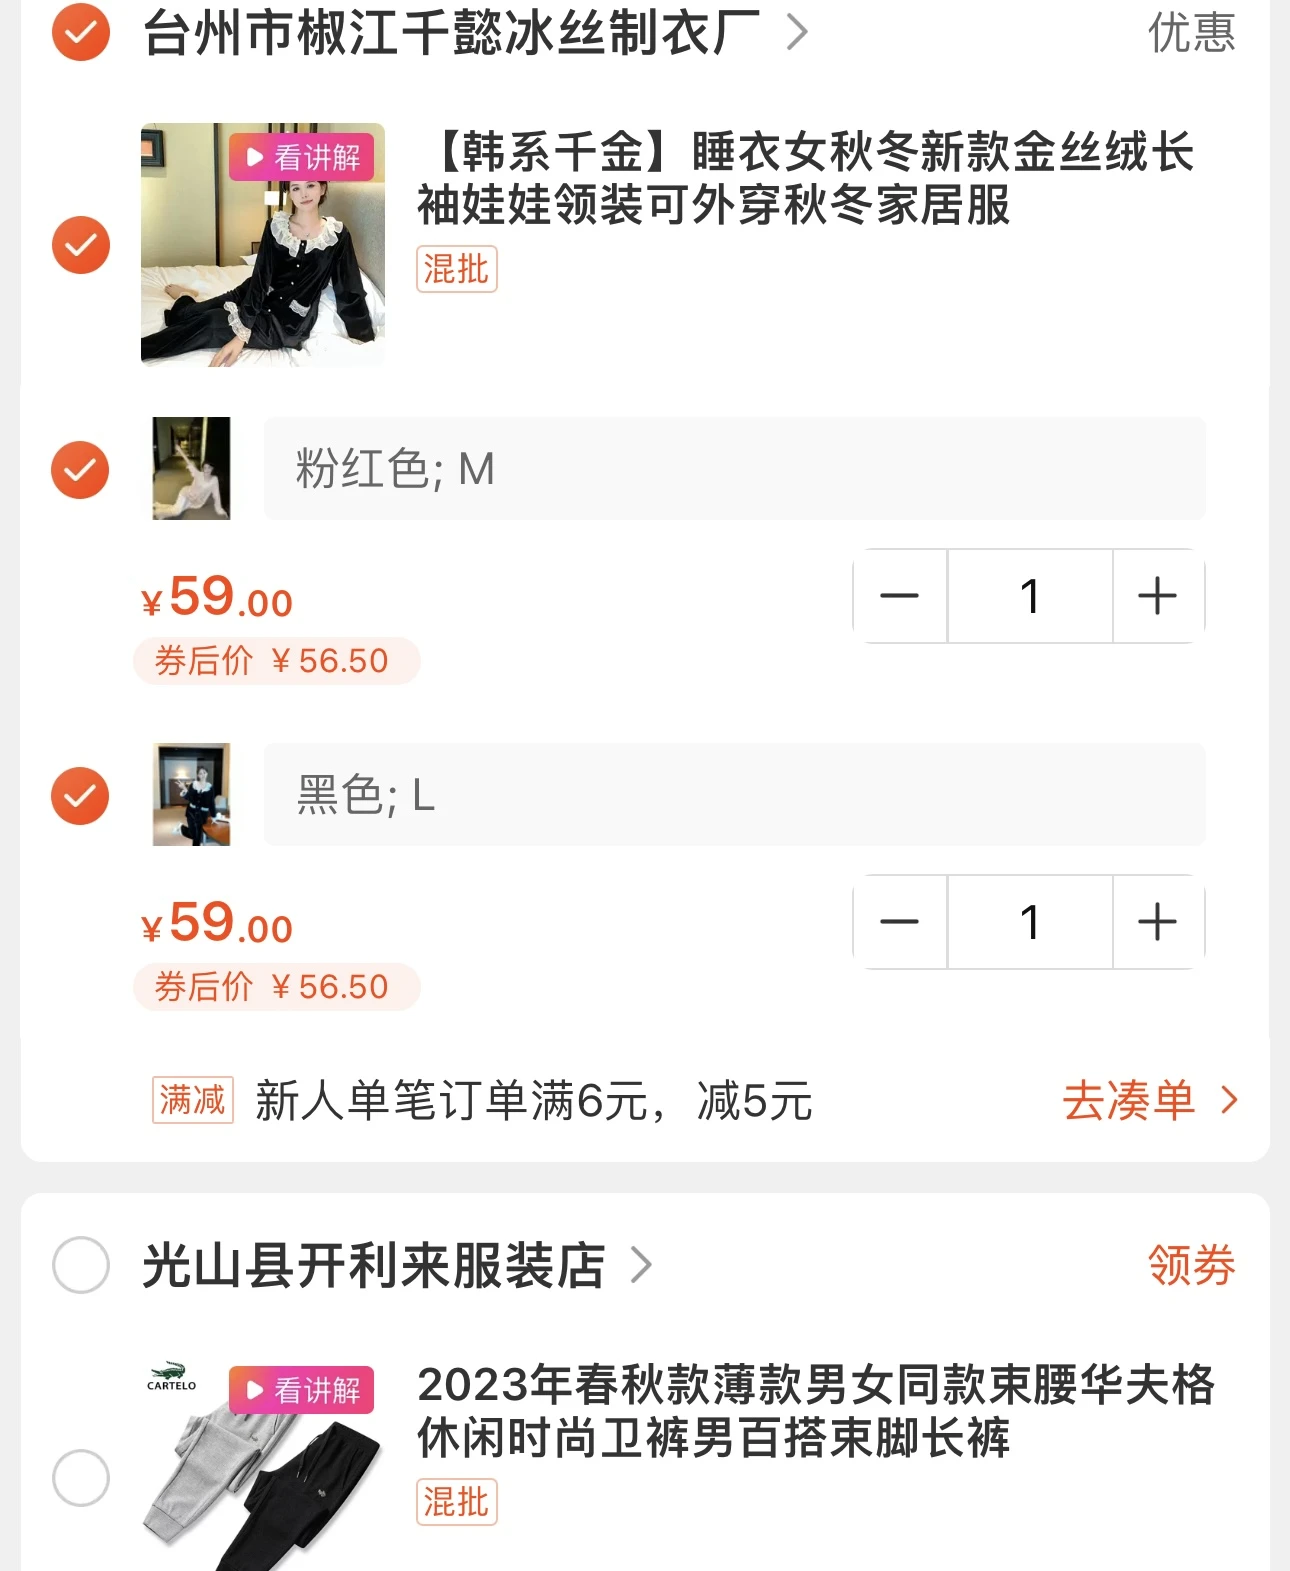 台州市椒江千懿冰丝制衣厂
优惠
看讲解
【韩系千金】睡衣女秋冬新款金丝绒长
袖娃娃领装可外穿秋冬家居服
混批
粉红色; M
¥59.00
1
券后价 ¥56.50
黑色; L
¥59.00
1
券后价 ¥56.50
满减 新人单笔订单满6元，减5元
去凑单
光山县开利来服装店
领券
CARTELO
看讲解
2023年春秋款薄款男女同款束腰华夫格
休闲时尚卫裤男百搭束脚长裤
混批